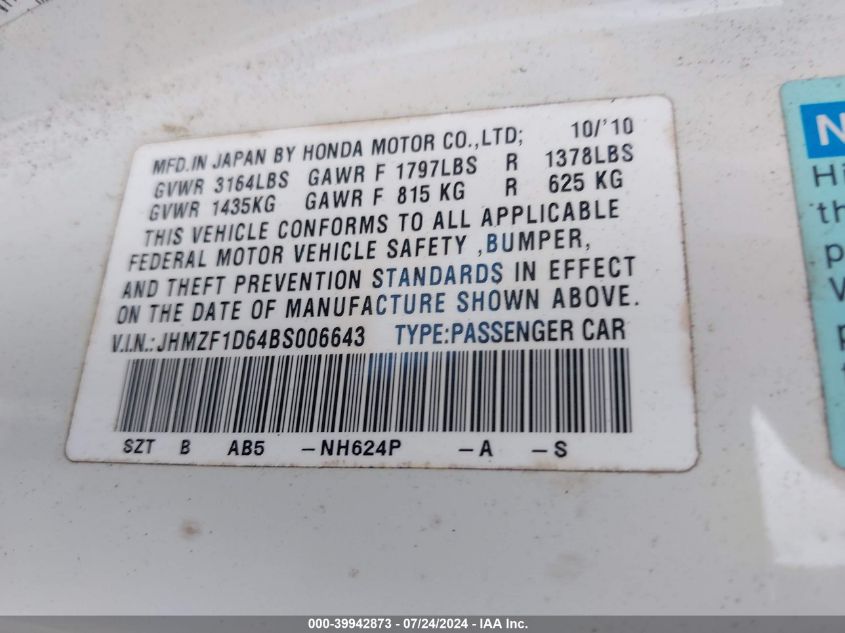 MFD.IN JAPAN BY HONDA MOTOR CO.,LTD; 10/'10
GVWR 3164LBS GAWR F 1797LBS R 1378LBS
GVWR 1435KG GAWR F 815 KG R 625 KG
THIS VEHICLE CONFORMS TO ALL APPLICABLE
FEDERAL MOTOR VEHICLE SAFETY ,BUMPER,
AND THEFT PREVENTION STANDARDS IN EFFECT
ON THE DATE OF MANUFACTURE SHOWN ABOVE.
V.I.N.:JHMZF1D64BS006643 TYPE:PASSENGER CAR
SZT B AB5 -NH624P -A -S
N
Hi
th
p
000-39942873 - 07/24/2024 - IAA Inc.